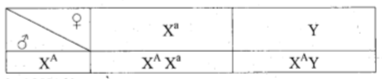 ♀ ♂ Xᵃ Y
Xᴬ Xᴬ Xᵃ XᴬY